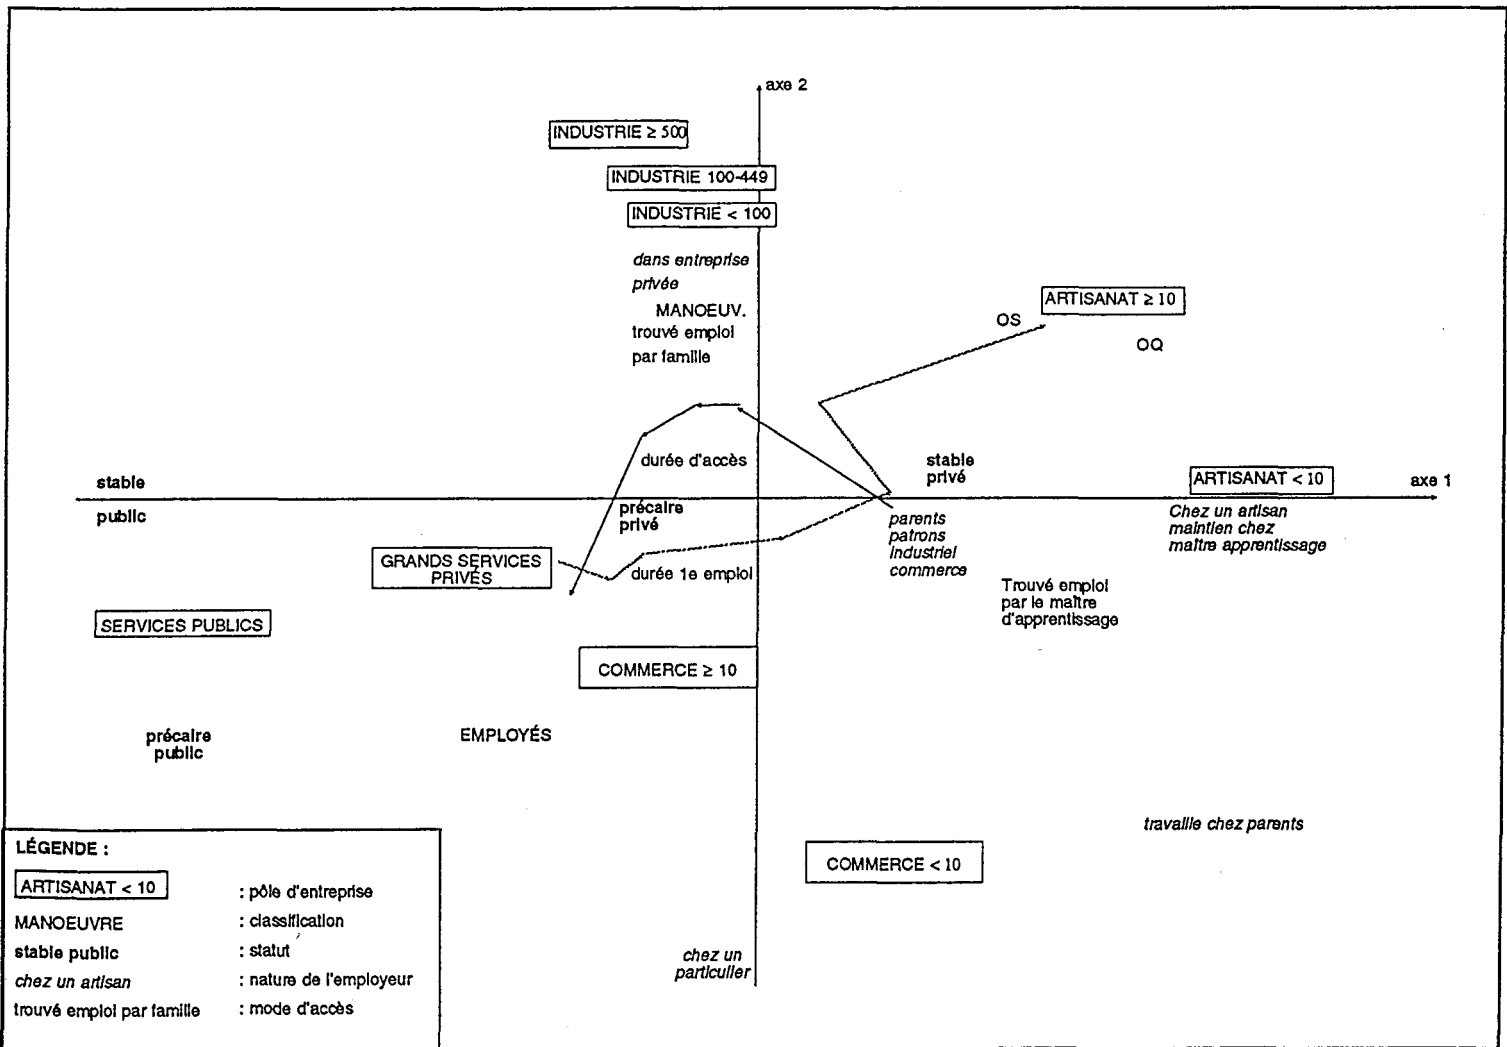 axe 2
INDUSTRIE ≥ 500
INDUSTRIE 100-449
INDUSTRIE < 100
dans entreprise
privée
MANOEUV.
trouvé emploi
par famille
ARTISANAT ≥ 10
OS
OQ
durée d'accès
stable
privé
stable
public
ARTISANAT < 10
axe 1
précaire
privé
parents
patrons
industriel
commerce
Chez un artisan
maintien chez
maître apprentissage
GRANDS SERVICES
PRIVÉS
durée 1e emploi
Trouvé emploi
par le maître
d'apprentissage
SERVICES PUBLICS
COMMERCE ≥ 10
précaire
public
EMPLOYÉS
travaille chez parents
COMMERCE < 10
chez un
particulier
LÉGENDE :
ARTISANAT < 10 : pôle d'entreprise
MANOEUVRE : classification
stable public : statut
chez un artisan : nature de l'employeur
trouvé emploi par famille : mode d'accès